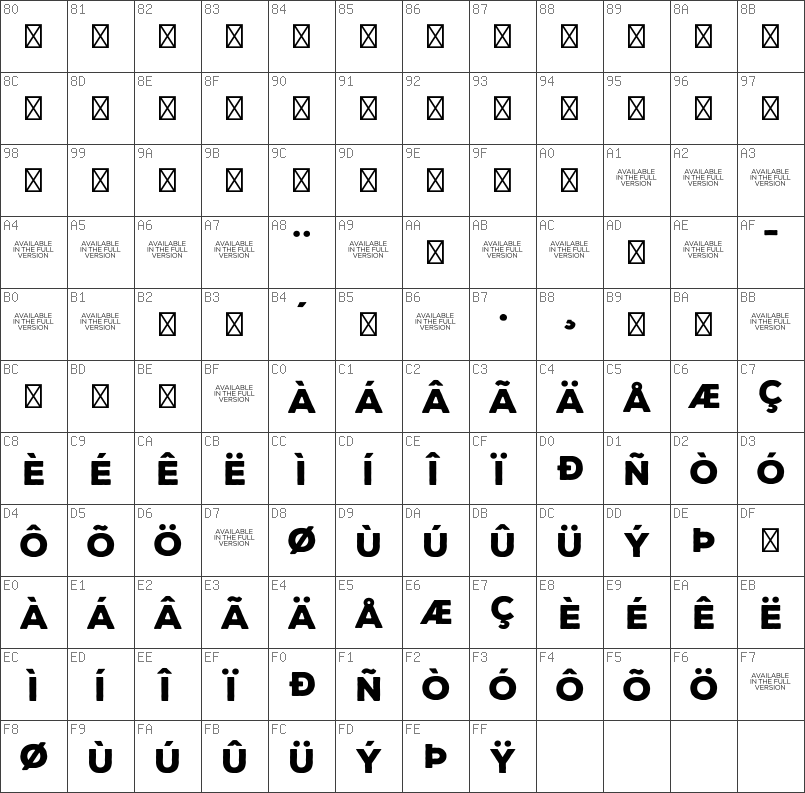 80 81 82 83 84 85 86 87 88 89 8A 8B
8C 8D 8E 8F 90 91 92 93 94 95 96 97
98 99 9A 9B 9C 9D 9E 9F A0 A1 A2 A3
AVAILABLE AVAILABLE AVAILABLE
IN THE FULL IN THE FULL IN THE FULL
VERSION VERSION VERSION
A4 A5 A6 A7 A8 A9 AA AB AC AD AE AF
¨ ¯
AVAILABLE AVAILABLE AVAILABLE AVAILABLE AVAILABLE AVAILABLE AVAILABLE AVAILABLE
IN THE FULL IN THE FULL IN THE FULL IN THE FULL IN THE FULL IN THE FULL IN THE FULL IN THE FULL
VERSION VERSION VERSION VERSION VERSION VERSION VERSION VERSION
B0 B1 B2 B3 B4 B5 B6 B7 B8 B9 BA BB
´ · ¸
AVAILABLE AVAILABLE AVAILABLE AVAILABLE
IN THE FULL IN THE FULL IN THE FULL IN THE FULL
VERSION VERSION VERSION VERSION
BC BD BE BF C0 C1 C2 C3 C4 C5 C6 C7
AVAILABLE
IN THE FULL
VERSION
À Á Â Ã Ä Å Æ Ç
C8 C9 CA CB CC CD CE CF D0 D1 D2 D3
È É Ê Ë Ì Í Î Ï Ð Ñ Ò Ó
D4 D5 D6 D7 D8 D9 DA DB DC DD DE DF
AVAILABLE
IN THE FULL
VERSION
Ô Õ Ö Ø Ù Ú Û Ü Ý Þ
E0 E1 E2 E3 E4 E5 E6 E7 E8 E9 EA EB
À Á Â Ã Ä Å Æ Ç È É Ê Ë
EC ED EE EF F0 F1 F2 F3 F4 F5 F6 F7
AVAILABLE
IN THE FULL
VERSION
Ì Í Î Ï Ð Ñ Ò Ó Ô Õ Ö
F8 F9 FA FB FC FD FE FF
Ø Ù Ú Û Ü Ý Þ Ÿ